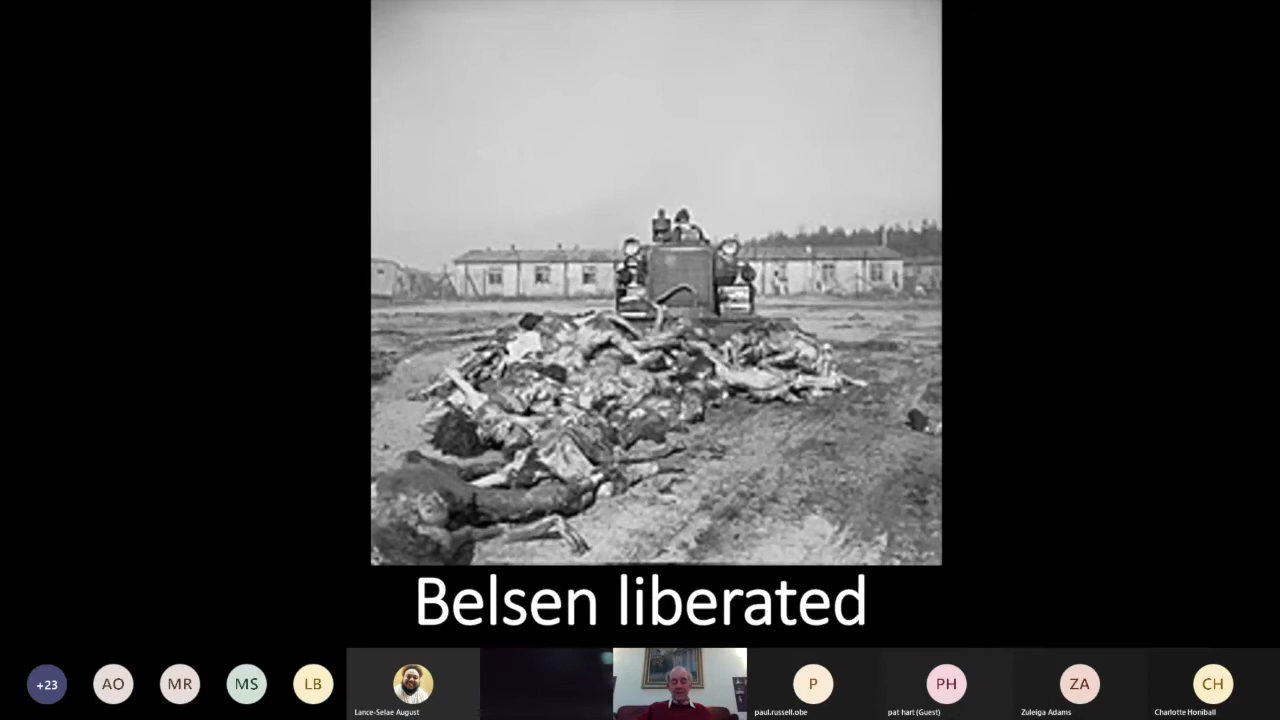 Belsen liberated
+23
AO
MR
MS
LB
P
PH
ZA
CH
Lance-Selae August
paul.russell.obe
pat hart (Guest)
Zuleiga Adams
Charlotte Honiball